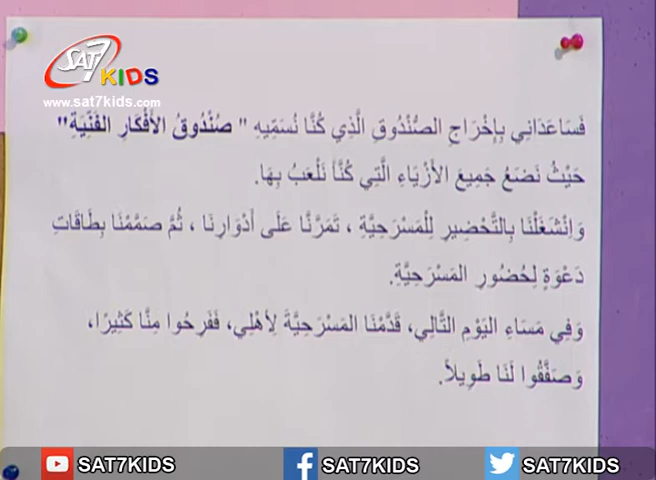 SAT7
KIDS
www.sat7kids.com
فَسَاعَدَانِي بِإِخْرَاجِ الصُّنْدُوقِ الَّذِي كُنَّا نُسَمِّيهِ " صُنْدُوقُ الأَفْكَارِ الفَنِّيَةِ"
حَيْثُ نَضَعُ جَمِيعَ الأَزْيَاءِ الَّتِي كُنَّا نَلْعَبُ بِهَا.
وَانْشَغَلْنَا بِالتَّحْضِيرِ لِلْمَسْرَحِيَّةِ ، تَمَرَّنَّا عَلَى أَدْوَارِنَا ، ثُمَّ صَمَّمْنَا بِطَاقَاتِ
دَعْوَةٍ لِحُضُورِ المَسْرَحِيَّةِ.
وَفِي مَسَاءِ اليَوْمِ التَّالِي، قَدَّمْنَا المَسْرَحِيَّةَ لِأَهْلِي، فَفَرِحُوا مِنَّا كَثِيرًا،
وَصَفَّقُوا لَنَا طَوِيلاً.
SAT7KIDS SAT7KIDS SAT7KIDS